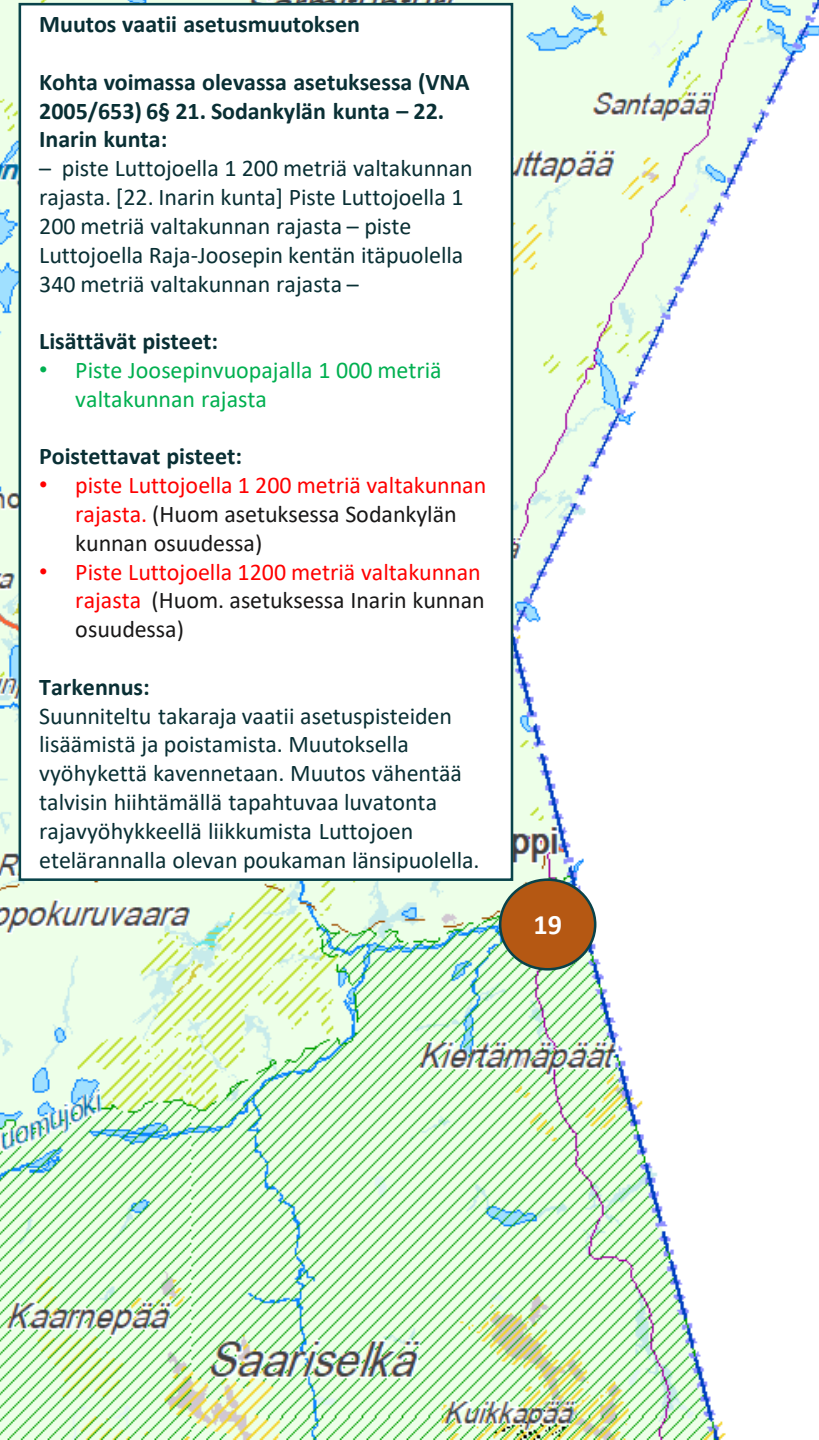 Muutos vaatii asetusmuutoksen
Kohta voimassa olevassa asetuksessa (VNA
2005/653) 6§ 21. Sodankylän kunta – 22.
Inarin kunta:
– piste Luttojoella 1 200 metriä valtakunnan
rajasta. [22. Inarin kunta] Piste Luttojoella 1
200 metriä valtakunnan rajasta – piste
Luttojoella Raja-Joosepin kentän itäpuolella
340 metriä valtakunnan rajasta –
Lisättävät pisteet:
• Piste Joosepinvuopajalla 1 000 metriä
valtakunnan rajasta
Poistettavat pisteet:
• piste Luttojoella 1 200 metriä valtakunnan
rajasta. (Huom asetuksessa Sodankylän
kunnan osuudessa)
• Piste Luttojoella 1200 metriä valtakunnan
rajasta (Huom. asetuksessa Inarin kunnan
osuudessa)
Tarkennus:
Suunniteltu takaraja vaatii asetuspisteiden
lisäämistä ja poistamista. Muutoksella
vyöhykettä kavennetaan. Muutos vähentää
talvisin hiihtämällä tapahtuvaa luvatonta
rajavyöhykkeellä liikkumista Luttojoen
etelärannalla olevan poukaman länsipuolella.
Santapää
uttapää
ppi
19
ppokuruvaara
Kiertämäpäät
uomujoki
Kaarnepää
Saariselkä
Kuikkapää